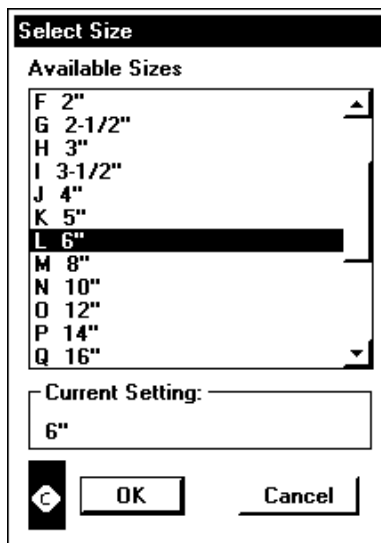 Select Size
Available Sizes
F 2"
G 2-1/2"
H 3"
I 3-1/2"
J 4"
K 5"
L 6"
M 8"
N 10"
O 12"
P 14"
Q 16"
Current Setting:
6"
C OK Cancel